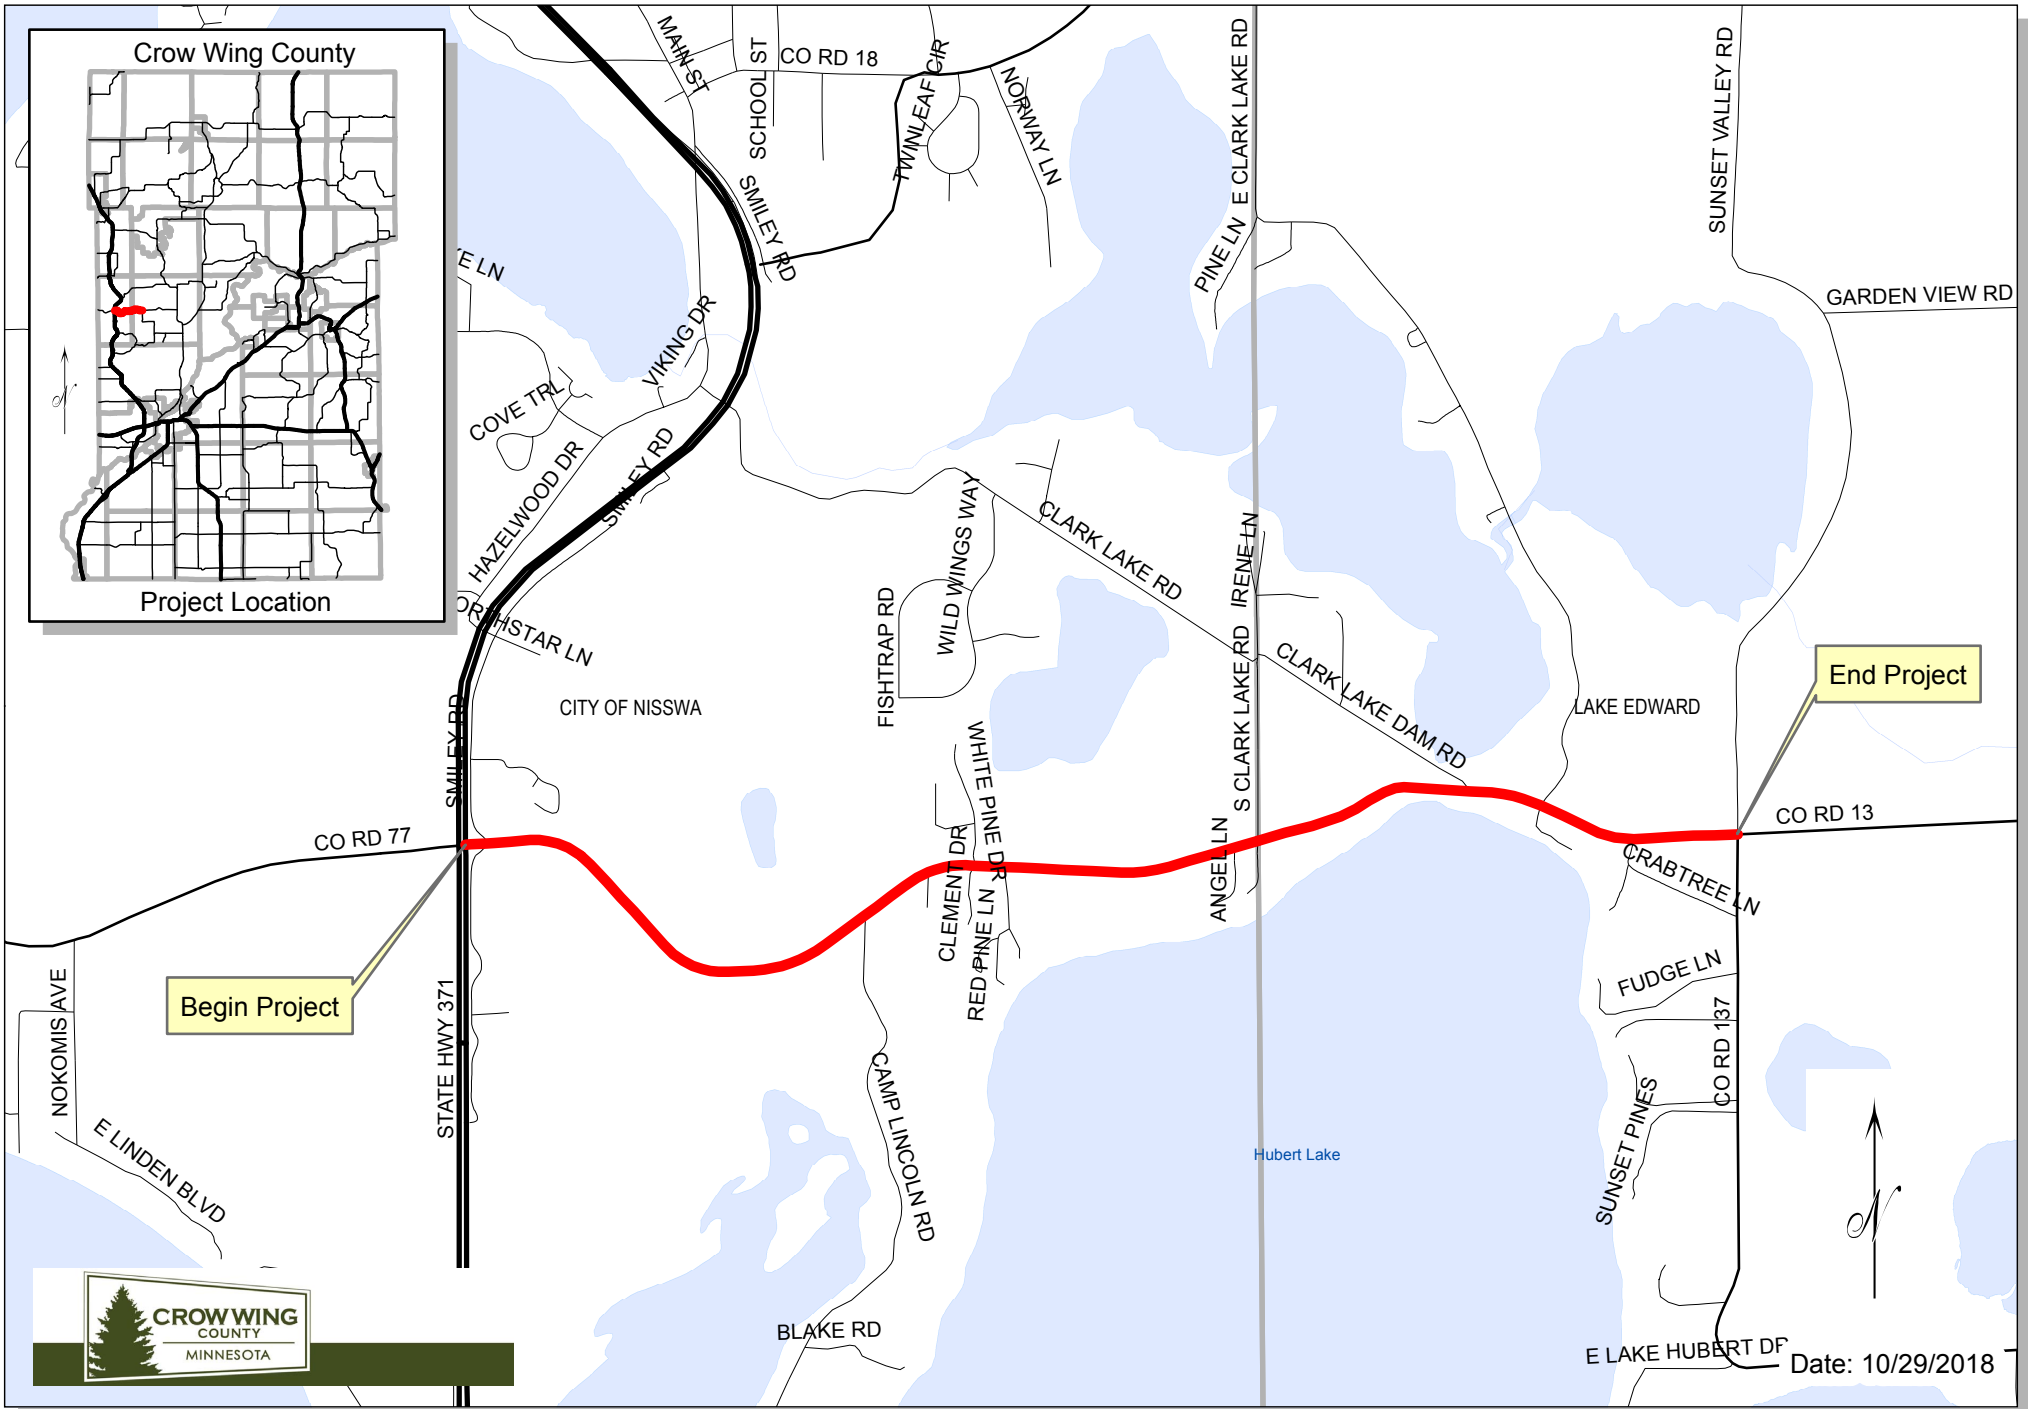 Crow Wing County
Project Location
MAIN ST
SCHOOL ST
CO RD 18
TWINLEAF CIR
NORWAY LN
E CLARK LAKE RD
PINE LN
SUNSET VALLEY RD
GARDEN VIEW RD
SMILEY RD
VIKING DR
COVE TRL
HAZELWOOD DR
SMILEY RD
WILD WINGS WAY
CLARK LAKE RD
IRENE LN
FISHTRAP RD
S CLARK LAKE RD
CLARK LAKE DAM RD
CITY OF NISSWA
LAKE EDWARD
End Project
SMILEY RD
WHITE PINE DR
CO RD 77
CO RD 13
CLEMENT DR
RED PINE LN
ANGEL LN
CRABTREE LN
Begin Project
FUDGE LN
NOKOMIS AVE
STATE HWY 371
CO RD 137
CAMP LINCOLN RD
SUNSET PINES
E LINDEN BLVD
Hubert Lake
BLAKE RD
E LAKE HUBERT
Date: 10/29/2018
CROW WING
COUNTY
MINNESOTA
N
N